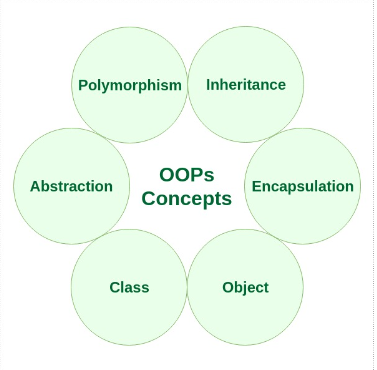 Polymorphism
Inheritance
Abstraction
OOPs
Concepts
Encapsulation
Class
Object